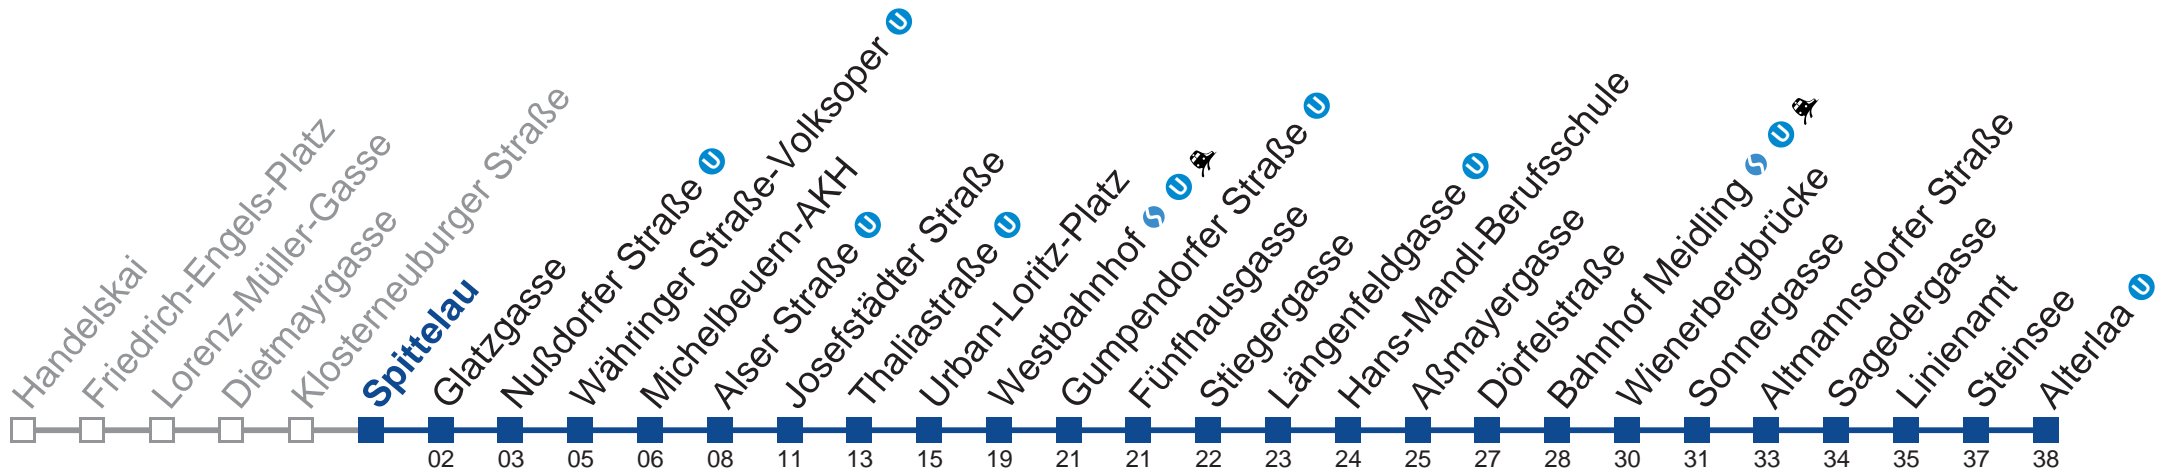 Handelskai
Friedrich-Engels-Platz
Lorenz-Müller-Gasse
Dietmayrgasse
Klosterneuburger Straße
Spittelau
Glatzgasse
Nußdorfer Straße U
Währinger Straße-Volksoper U
Michelbeuern-AKH
Alser Straße U
Josefstädter Straße
Thaliastraße U
Urban-Loritz-Platz
Westbahnhof S U
Gumpendorfer Straße U
Fünfhausgasse
Stiegergasse
Längenfeldgasse U
Hans-Mandl-Berufsschule
Aßmayergasse
Dörfelstraße
Bahnhof Meidling S U
Wienerbergbrücke
Sonnergasse
Altmannsdorfer Straße
Sagedergasse
Linienamt
Steinsee
Alterlaa U
02 03 05 06 08 11 13 15 19 21 21 22 23 24 25 27 28 30 31 33 34 35 37 38